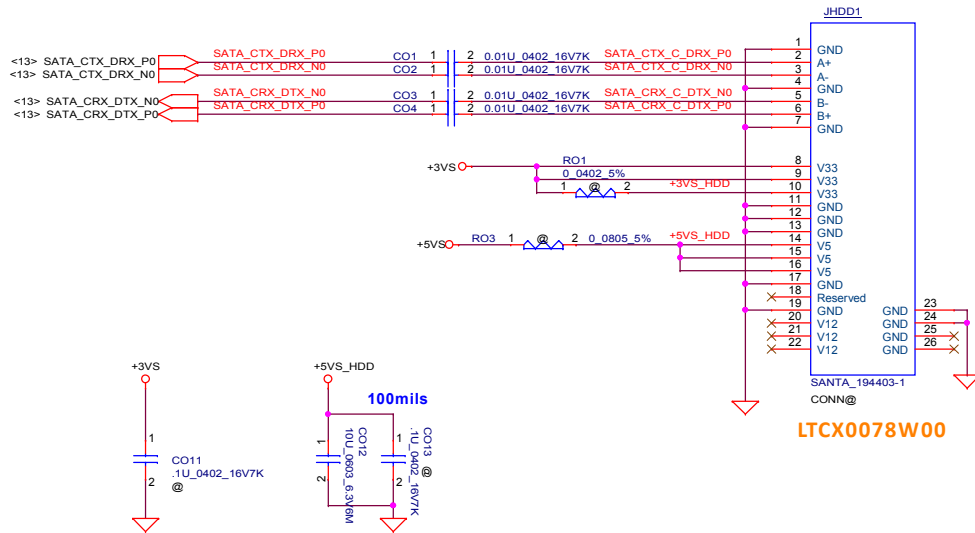 JHDD1
<13> SATA_CTX_DRX_P0 SATA_CTX_DRX_P0 CO1 1 2 0.01U_0402_16V7K SATA_CTX_C_DRX_P0
<13> SATA_CTX_DRX_N0 SATA_CTX_DRX_N0 CO2 1 2 0.01U_0402_16V7K SATA_CTX_C_DRX_N0
<13> SATA_CRX_DTX_N0 SATA_CRX_DTX_N0 CO3 1 2 0.01U_0402_16V7K SATA_CRX_C_DTX_N0
<13> SATA_CRX_DTX_P0 SATA_CRX_DTX_P0 CO4 1 2 0.01U_0402_16V7K SATA_CRX_C_DTX_P0
1 GND
2 A+
3 A-
4 GND
5 B-
6 B+
7 GND
+3VS
RO1
0_0402_5%
1 @ 2 +3VS_HDD
8 V33
9 V33
10 V33
11 GND
12 GND
13 GND
+5VS RO3 1 @ 2 0_0805_5% +5VS_HDD
14 V5
15 V5
16 V5
17 GND
18 Reserved
19 GND
20 V12
21 V12
22 V12
GND 23
GND 24
GND 25
GND 26
SANTA_194403-1
CONN@
LTCX0078W00
+3VS
1
2
CO11
.1U_0402_16V7K
@
+5VS_HDD
100mils
1
2
CO12
10U_0603_6.3V6M
1
2
CO13
.1U_0402_16V7K
@